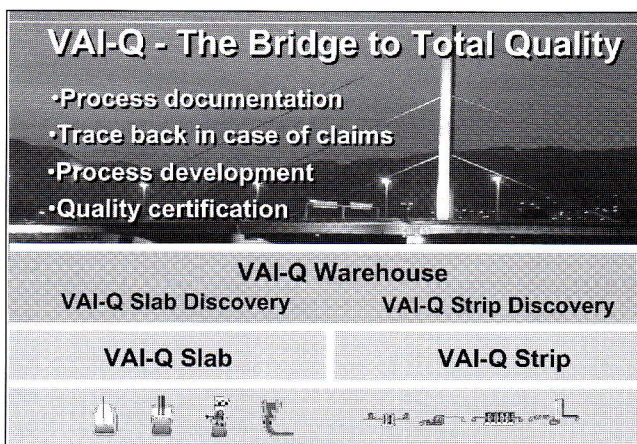 VAI-Q - The Bridge to Total Quality
•Process documentation
•Trace back in case of claims
•Process development
•Quality certification
VAI-Q Warehouse
VAI-Q Slab Discovery VAI-Q Strip Discovery
VAI-Q Slab VAI-Q Strip